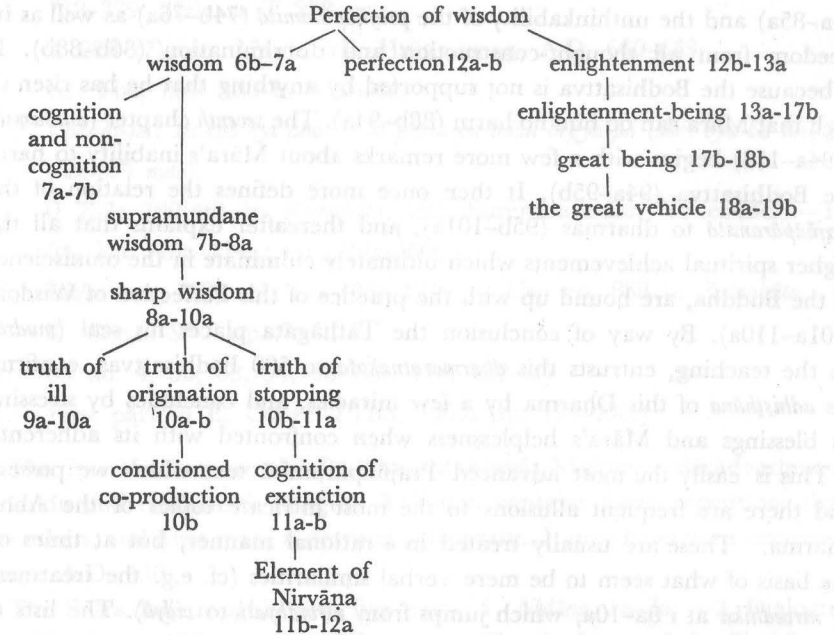 Perfection of wisdom
wisdom 6b–7a
perfection12a-b
enlightenment 12b-13a
cognition
and non-
cognition
7a-7b
enlightenment-being 13a-17b
great being 17b-18b
the great vehicle 18a-19b
supramundane
wisdom 7b-8a
sharp wisdom
8a-10a
truth of
ill
9a-10a
truth of
origination
10a-b
truth of
stopping
10b-11a
conditioned
co-production
10b
cognition of
extinction
11a-b
Element of
Nirvāna
11b-12a